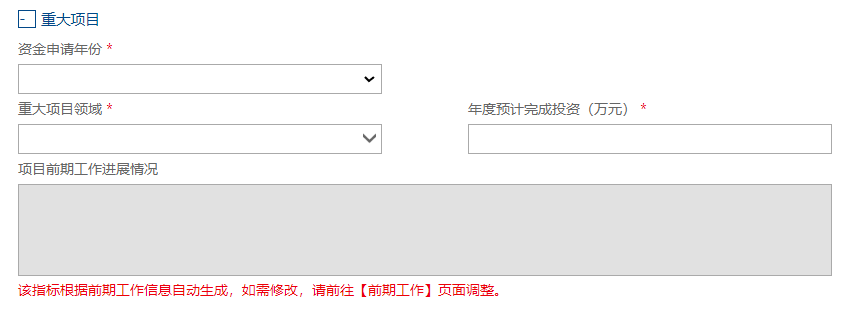 - 重大项目
资金申请年份 *
重大项目领域 *
年度预计完成投资（万元） *
项目前期工作进展情况
该指标根据前期工作信息自动生成，如需修改，请前往【前期工作】页面调整。